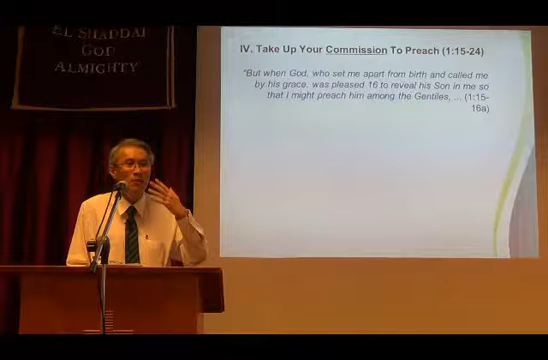 EL SHADDAI
GOD
ALMIGHTY
IV. Take Up Your Commission To Preach (1:15-24)
"But when God, who set me apart from birth and called me
by his grace, was pleased 16 to reveal his Son in me so
that I might preach him among the Gentiles, ... (1:15-
16a)